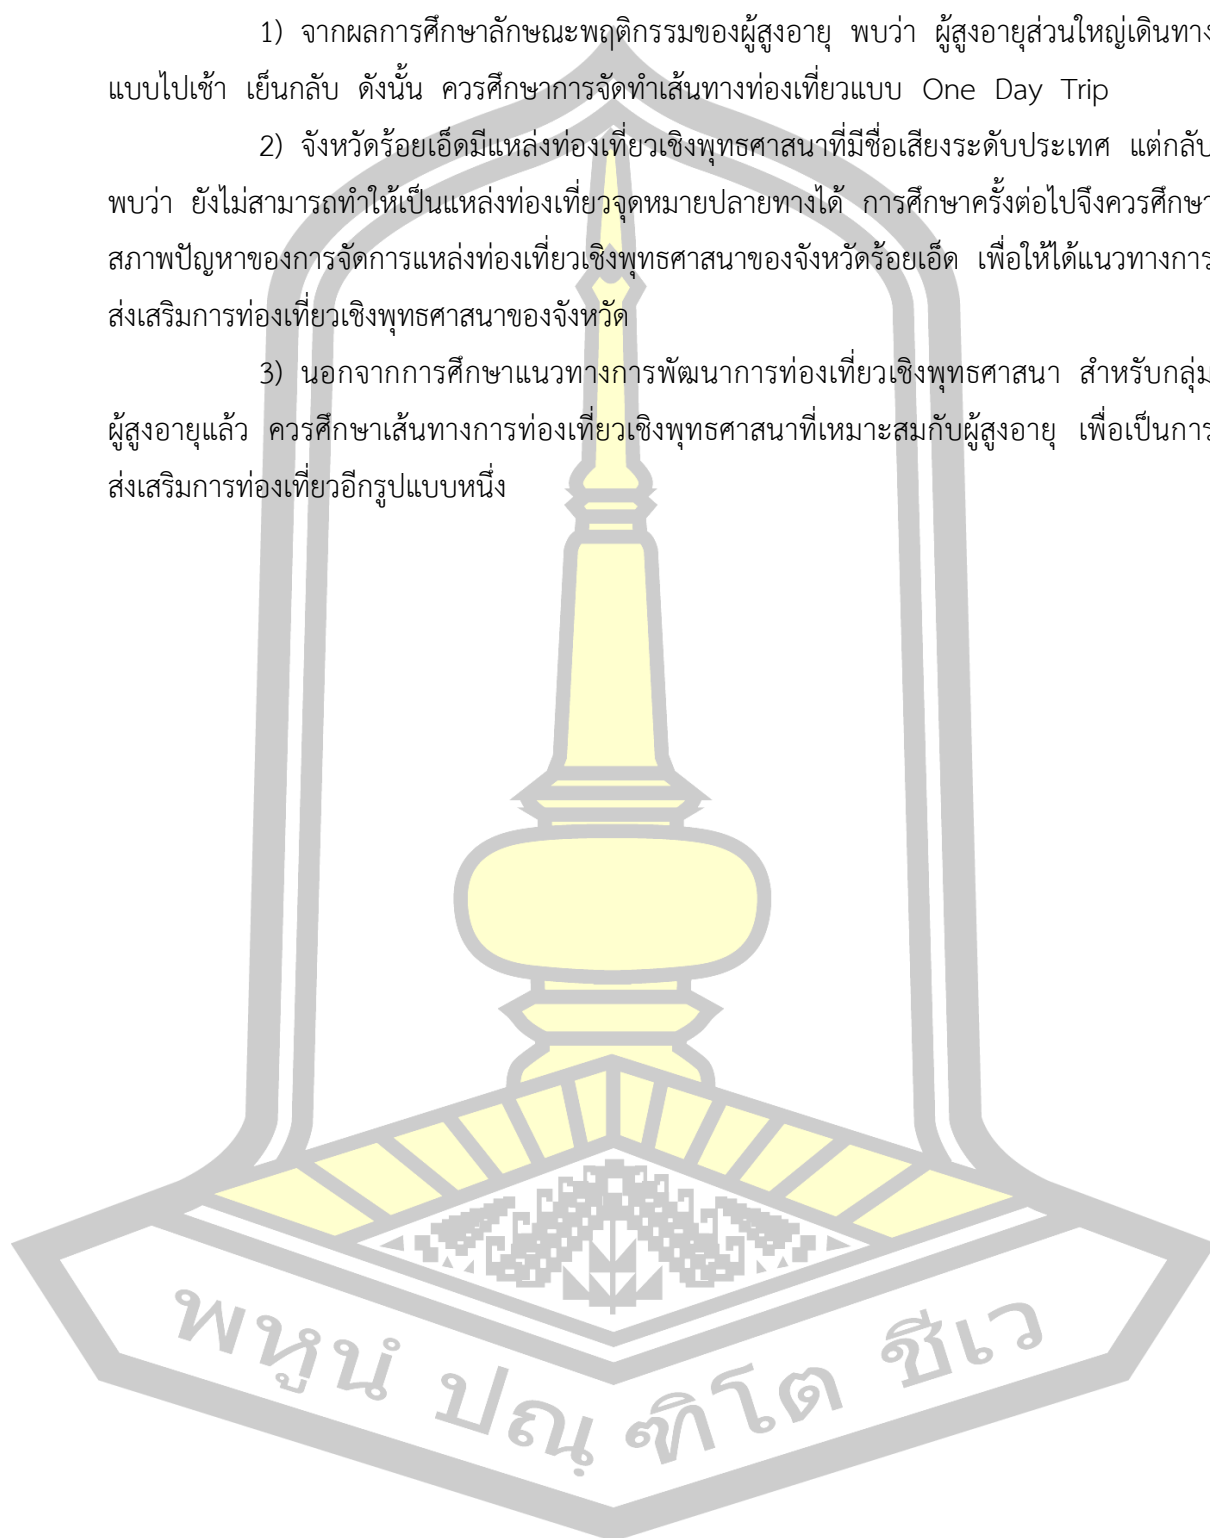 1) จากผลการศึกษาลักษณะพฤติกรรมของผู้สูงอายุ พบว่า ผู้สูงอายุส่วนใหญ่เดินทาง
แบบไปเช้า เย็นกลับ ดังนั้น ควรศึกษาการจัดทำเส้นทางท่องเที่ยวแบบ One Day Trip
2) จังหวัดร้อยเอ็ดมีแหล่งท่องเที่ยวเชิงพุทธศาสนาที่มีชื่อเสียงระดับประเทศ แต่กลับ
พบว่า ยังไม่สามารถทำให้เป็นแหล่งท่องเที่ยวจุดหมายปลายทางได้ การศึกษาครั้งต่อไปจึงควรศึกษา
สภาพปัญหาของการจัดการแหล่งท่องเที่ยวเชิงพุทธศาสนาของจังหวัดร้อยเอ็ด เพื่อให้ได้แนวทางการ
ส่งเสริมการท่องเที่ยวเชิงพุทธศาสนาของจังหวัด
3) นอกจากการศึกษาแนวทางการพัฒนาการท่องเที่ยวเชิงพุทธศาสนา สำหรับกลุ่ม
ผู้สูงอายุแล้ว ควรศึกษาเส้นทางการท่องเที่ยวเชิงพุทธศาสนาที่เหมาะสมกับผู้สูงอายุ เพื่อเป็นการ
ส่งเสริมการท่องเที่ยวอีกรูปแบบหนึ่ง
พหูนํ ปณฺฑิโต ชีเว